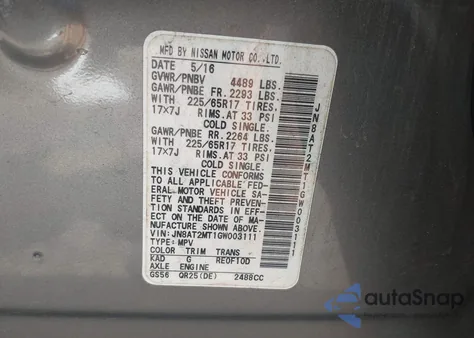 MFD BY NISSAN MOTOR CO.,LTD.
DATE 5/16
GVWR/PNBV 4489 LBS.
GAWR/PNBE FR. 2293 LBS.
WITH 225/65R17 TIRES,
17×7J RIMS.AT 33 PSI
COLD SINGLE.
GAWR/PNBE RR. 2264 LBS.
WITH 225/65R17 TIRES,
17×7J RIMS.AT 33 PSI
COLD SINGLE.
THIS VEHICLE CONFORMS
TO ALL APPLICABLE FED-
ERAL MOTOR VEHICLE SA-
FETY AND THEFT PREVEN-
TION STANDARDS IN EFF-
ECT ON THE DATE OF MA-
NUFACTURE SHOWN ABOVE.
VIN:JN8AT2MT1GW003111
TYPE:MPV
COLOR TRIM TRANS
KAD G RE0F10D
AXLE ENGINE
GS56 QR25(DE) 2488CC
JN8AT2MT1GW003111
autoSnap